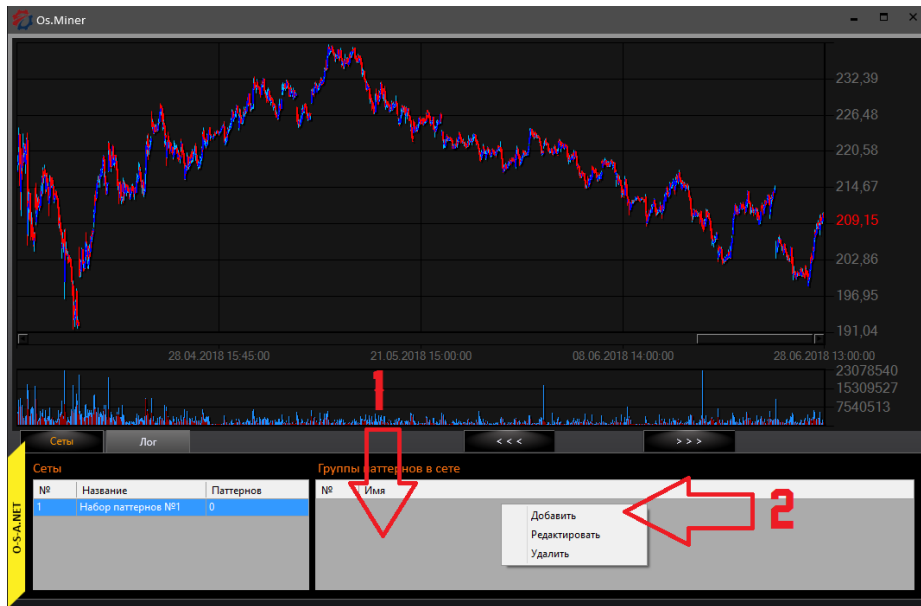 Os.Miner
232,39
226,48
220,58
214,67
209,15
202,86
196,95
191,04
28.04.2018 15:45:00 21.05.2018 15:00:00 08.06.2018 14:00:00 28.06.2018 13:00:00
23078540
15309527
7540513
1
Сеты Лог < < < > > >
Сеты Группы паттернов в сете
№ Название Паттернов № Имя
1 Набор паттернов №1 0
Добавить
Редактировать
Удалить
2
O-S-A.NET